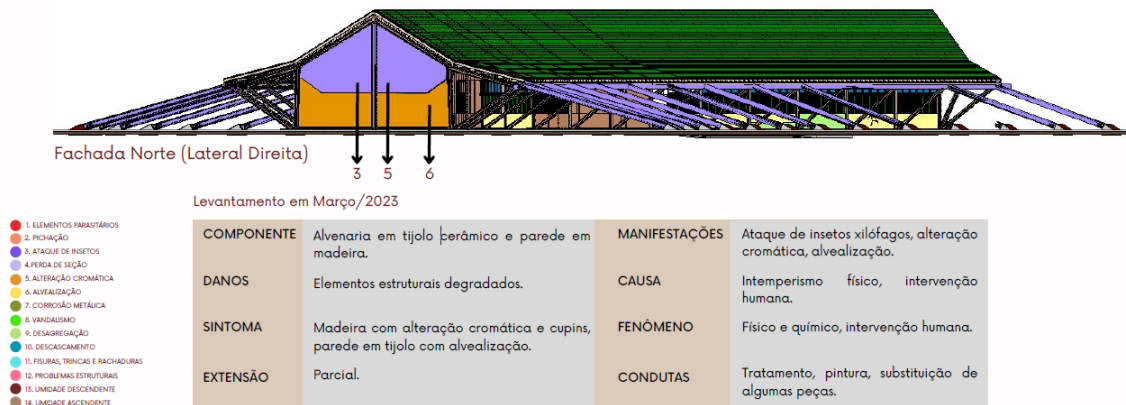 Fachada Norte (Lateral Direita)
3 5 6
Levantamento em Março/2023
1. ELEMENTOS PARASITÁRIOS
2. PICHAÇÃO
3. ATAQUE DE INSETOS
4.PERDA DE SEÇÃO
5. ALTERAÇÃO CROMÁTICA
6. ALVEALIZAÇÃO
7. CORROSÃO METÁLICA
8. VANDALISMO
9. DESAGREGAÇÃO
10. DESCASCAMENTO
11. FISURAS, TRINCAS E RACHADURAS
12. PROBLEMAS ESTRUTURAIS
13. UMIDADE DESCENDENTE
14. UMIDADE ASCENDENTE
COMPONENTE
Alvenaria em tijolo cerâmico e parede em
madeira.
DANOS
Elementos estruturais degradados.
SINTOMA
Madeira com alteração cromática e cupins,
parede em tijolo com alvealização.
EXTENSÃO
Parcial.
MANIFESTAÇÕES
Ataque de insetos xilófagos, alteração
cromática, alvealização.
CAUSA
Intemperismo físico, intervenção
humana.
FENÔMENO
Físico e químico, intervenção humana.
CONDUTAS
Tratamento, pintura, substituição de
algumas peças.